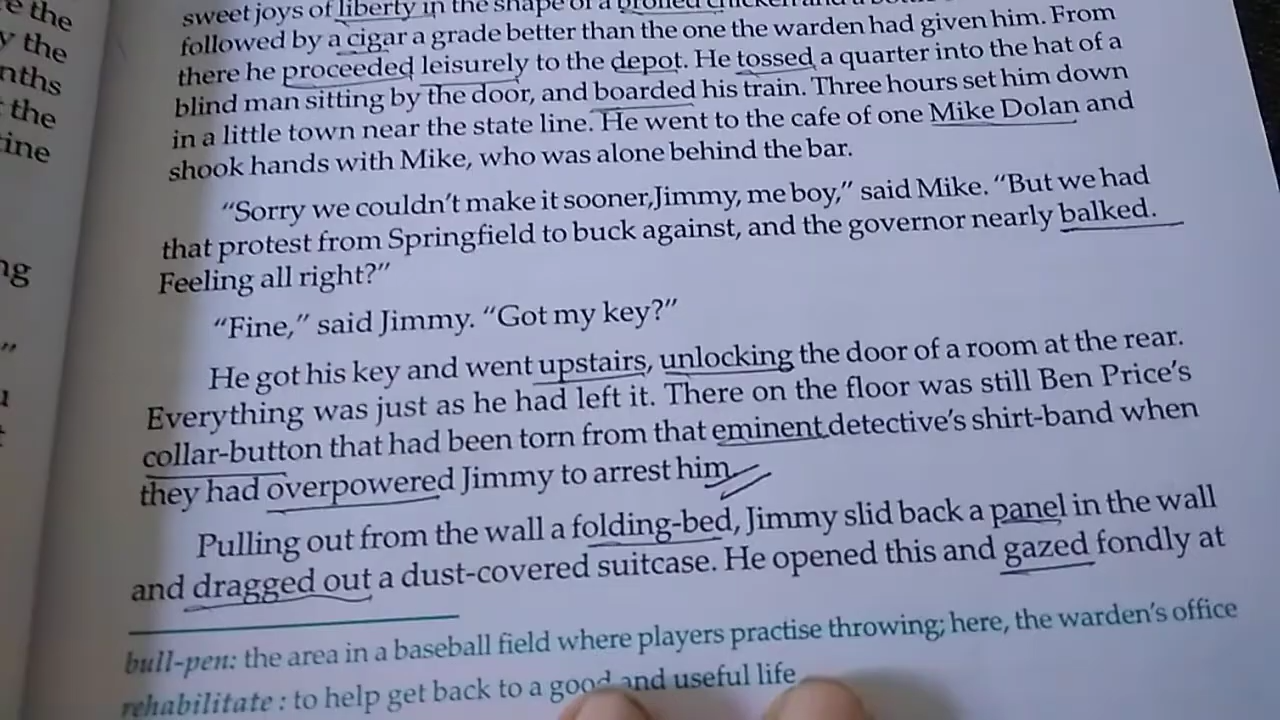 e the
y the
nths
the
ine
ng
"
sweet joys of liberty in the shape of a broiled chicken and a
followed by a cigar a grade better than the one the warden had given him. From
there he proceeded leisurely to the depot. He tossed a quarter into the hat of a
blind man sitting by the door, and boarded his train. Three hours set him down
in a little town near the state line. He went to the cafe of one Mike Dolan and
shook hands with Mike, who was alone behind the bar.
"Sorry we couldn't make it sooner,Jimmy, me boy," said Mike. "But we had
that protest from Springfield to buck against, and the governor nearly balked.
Feeling all right?"
"Fine," said Jimmy. "Got my key?"
He got his key and went upstairs, unlocking the door of a room at the rear.
Everything was just as he had left it. There on the floor was still Ben Price's
collar-button that had been torn from that eminent detective's shirt-band when
they had overpowered Jimmy to arrest him.
Pulling out from the wall a folding-bed, Jimmy slid back a panel in the wall
and dragged out a dust-covered suitcase. He opened this and gazed fondly at
bull-pen: the area in a baseball field where players practise throwing; here, the warden's office
rehabilitate : to help get back to a good and useful life